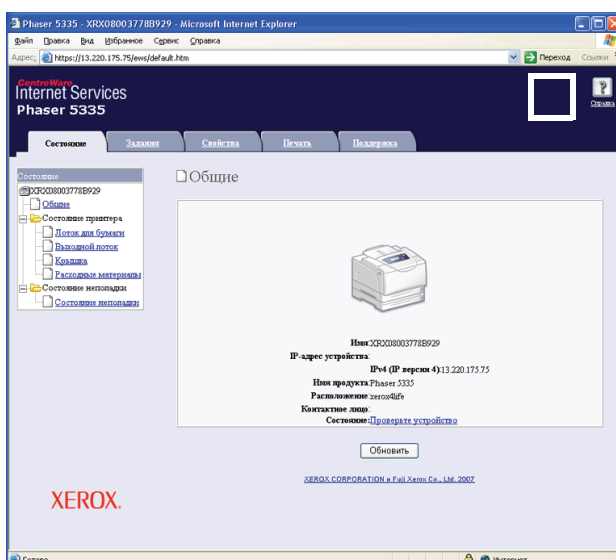 Phaser 5335 - XRX08003778B929 - Microsoft Internet Explorer
Файл Правка Вид Избранное Сервис Справка
Адрес: https://13.220.175.75/ews/default.htm Переход Ссылки
CentreWare
Internet Services
Phaser 5335
Справка
Состояние Задания Свойства Печать Поддержка
Состояние
XRX08003778B929
Общие
Состояние принтера
Лоток для бумаги
Выходной лоток
Крышка
Расходные материалы
Состояние неполадки
Состояние неполадки
Общие
Имя:XRX08003778B929
IP-адрес устройства:
IPv4 (IP версии 4):13.220.175.75
Имя продукта:Phaser 5335
Расположение:xerox4life
Контактное лицо:
Состояние:Проверьте устройство
Обновить
XEROX CORPORATION и Fuji Xerox Co., Ltd. 2007
XEROX.
Готово Интернет